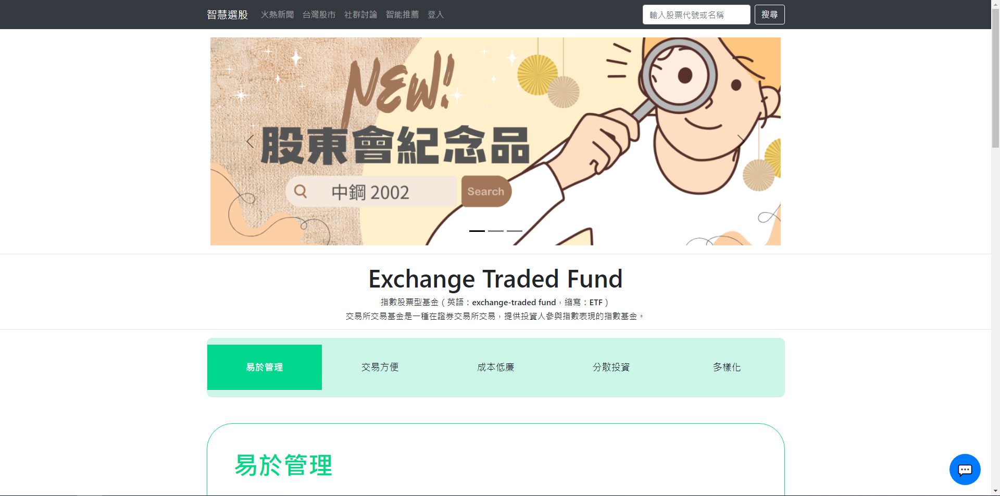 智慧選股 火熱新聞 台灣股市 社群討論 智能推薦 登入 輸入股票代號或名稱 搜尋
NEW!
股東會紀念品
中鋼 2002 Search
Exchange Traded Fund
指數股票型基金 ( 英語：exchange-traded fund，縮寫：ETF )
交易所交易基金是一種在證券交易所交易，提供投資人參與指數表現的指數基金。
易於管理 交易方便 成本低廉 分散投資 多樣化
易於管理